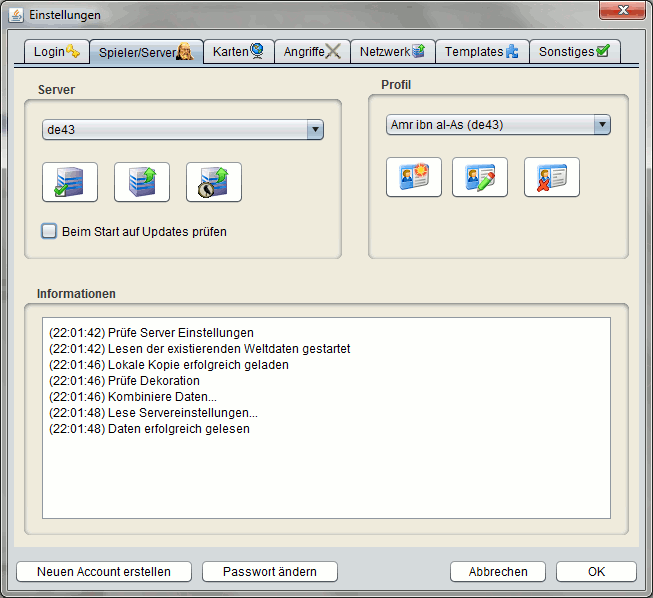 Einstellungen
Login
Spieler/Server
Karten
Angriffe
Netzwerk
Templates
Sonstiges
Server
de43
Beim Start auf Updates prüfen
Profil
Amr ibn al-As (de43)
Informationen
(22:01:42) Prüfe Server Einstellungen
(22:01:42) Lesen der existierenden Weltdaten gestartet
(22:01:46) Lokale Kopie erfolgreich geladen
(22:01:46) Prüfe Dekoration
(22:01:46) Kombiniere Daten...
(22:01:48) Lese Servereinstellungen...
(22:01:48) Daten erfolgreich gelesen
Neuen Account erstellen
Passwort ändern
Abbrechen
OK